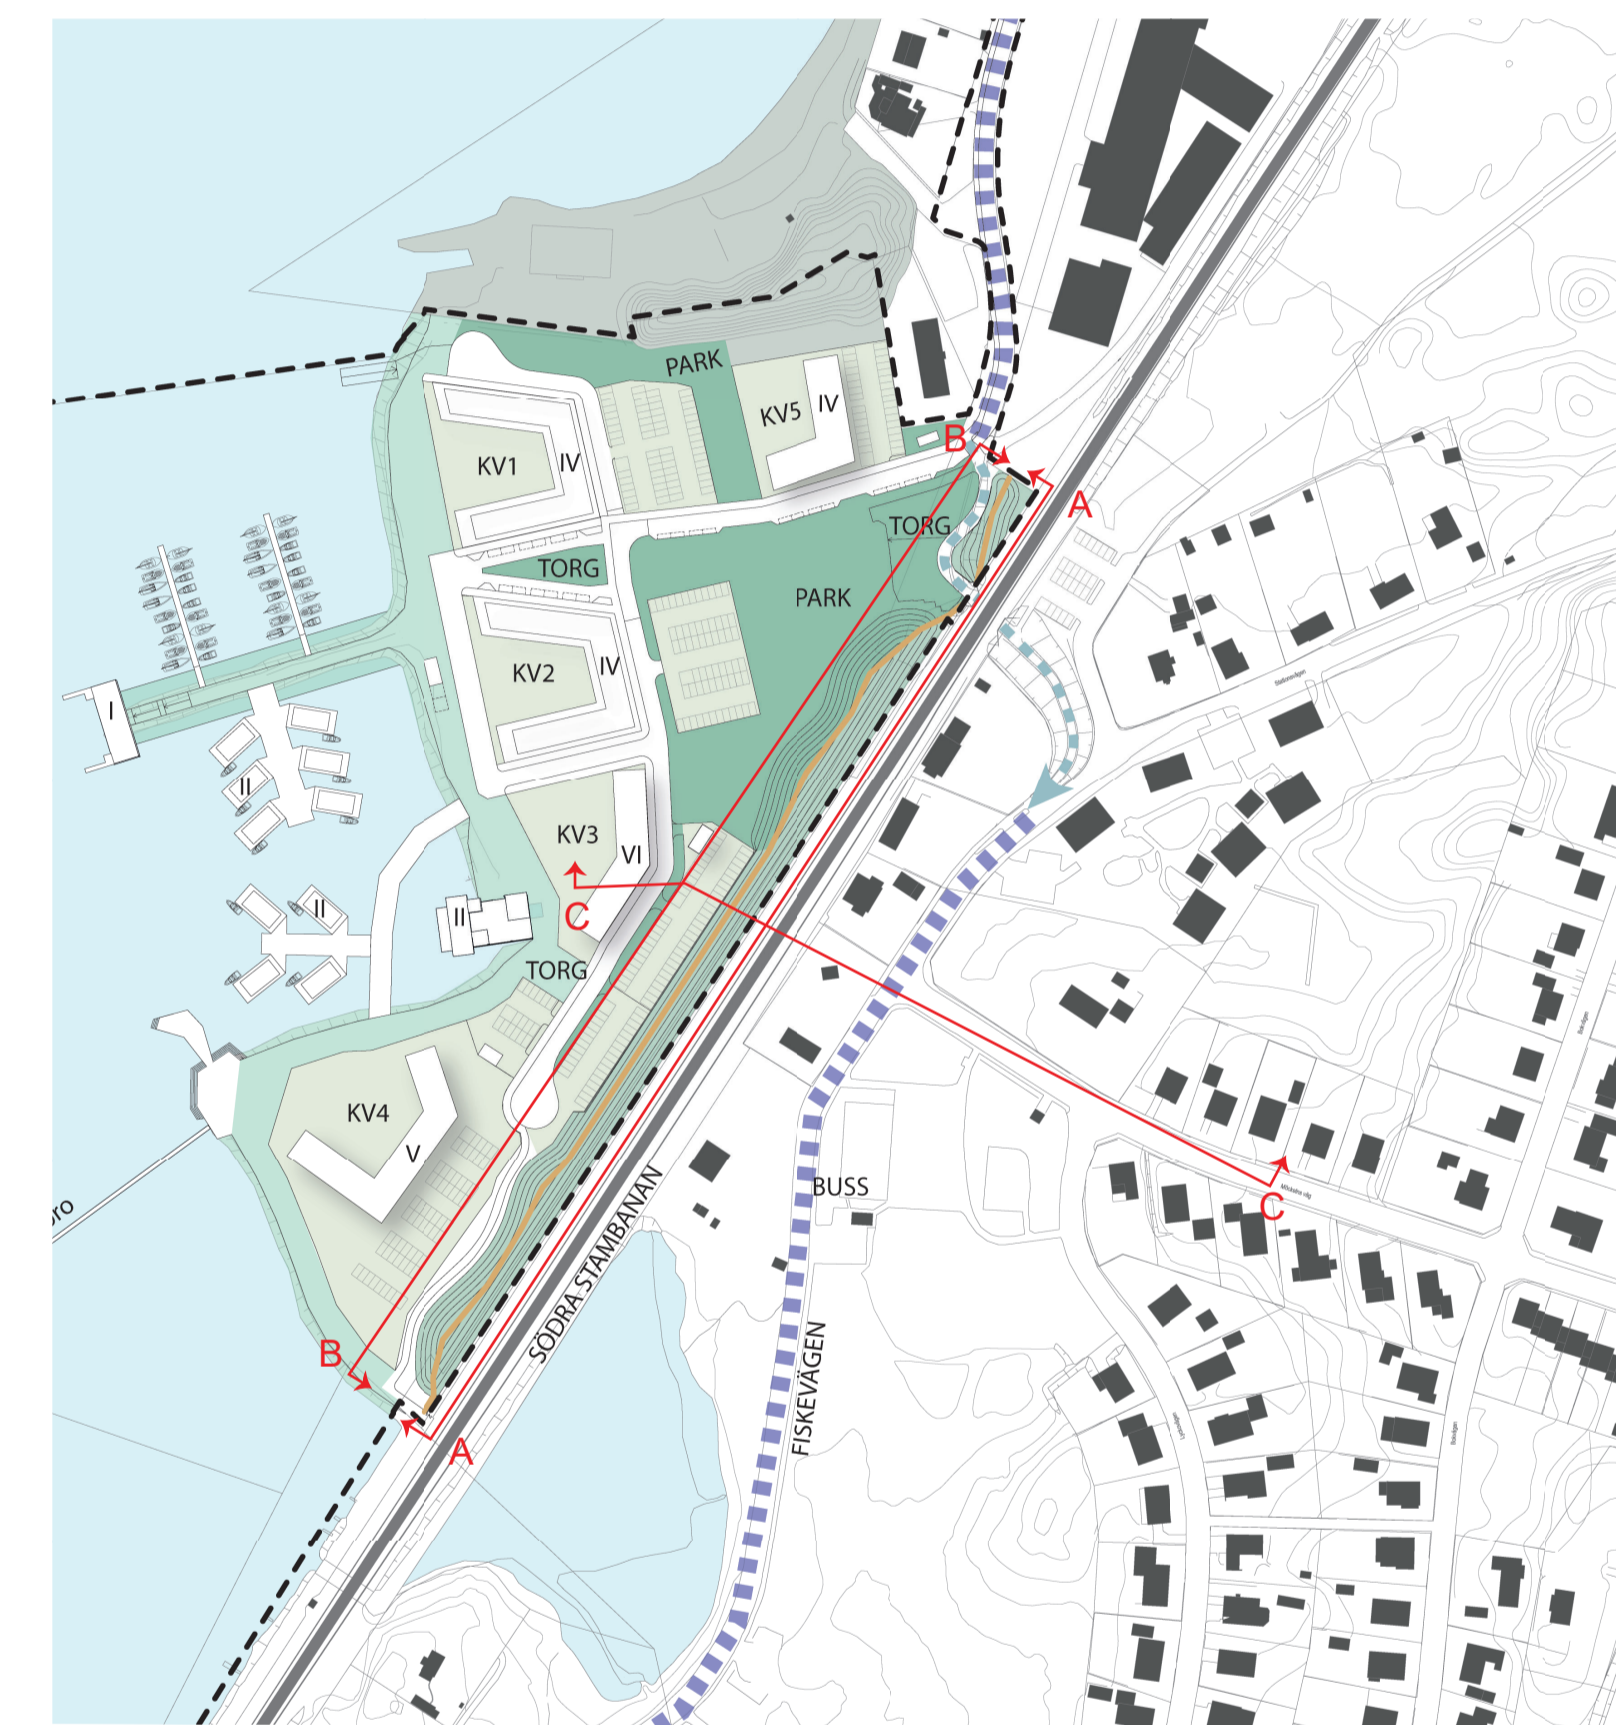 PARK
KV5
IV
B
KV1
IV
A
TORG
TORG
PARK
KV2
IV
Stationsvägen
I
II
KV3
VI
C
II
II
TORG
KV4
V
BUSS
C
SÖDRA STAMBANAN
B
FISKEVÄGEN
A